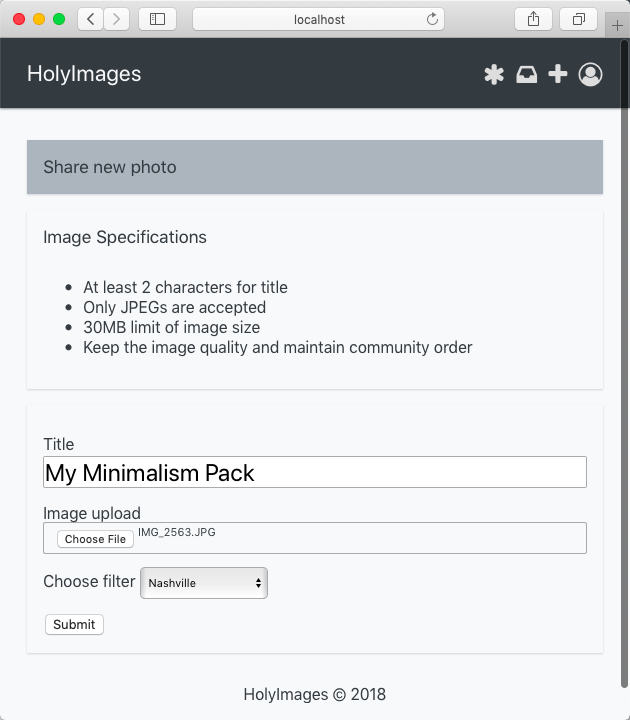 localhost
HolyImages
Share new photo
Image Specifications
At least 2 characters for title
Only JPEGs are accepted
30MB limit of image size
Keep the image quality and maintain community order
Title
My Minimalism Pack
Image upload
Choose File IMG_2563.JPG
Choose filter Nashville
Submit
HolyImages © 2018